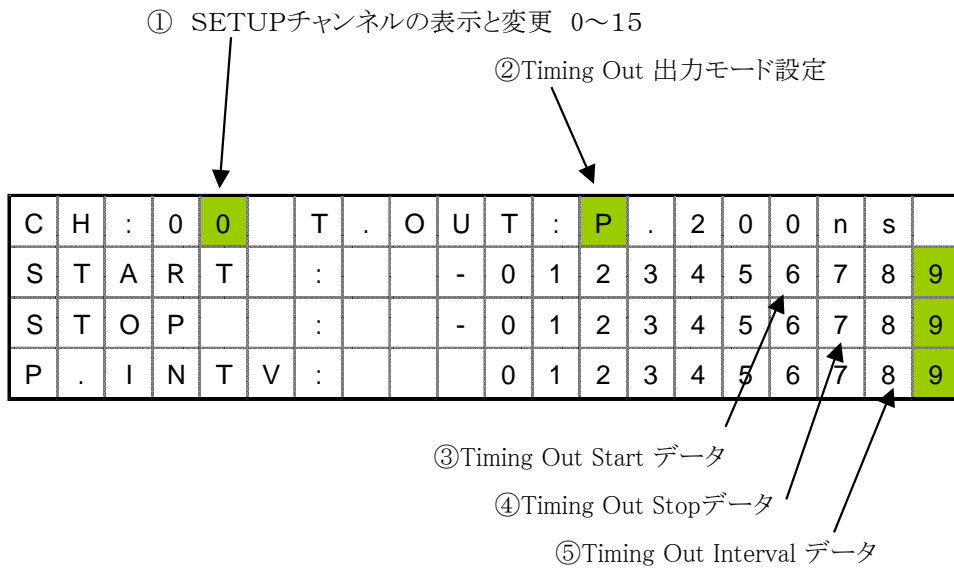 ① SETUPチャンネルの表示と変更 0～15
②Timing Out 出力モード設定
CH:00 T.OUT:P.200ns
START : -0123456789
STOP : -0123456789
P.INTV: 0123456789
③Timing Out Start データ
④Timing Out Stopデータ
⑤Timing Out Interval データ